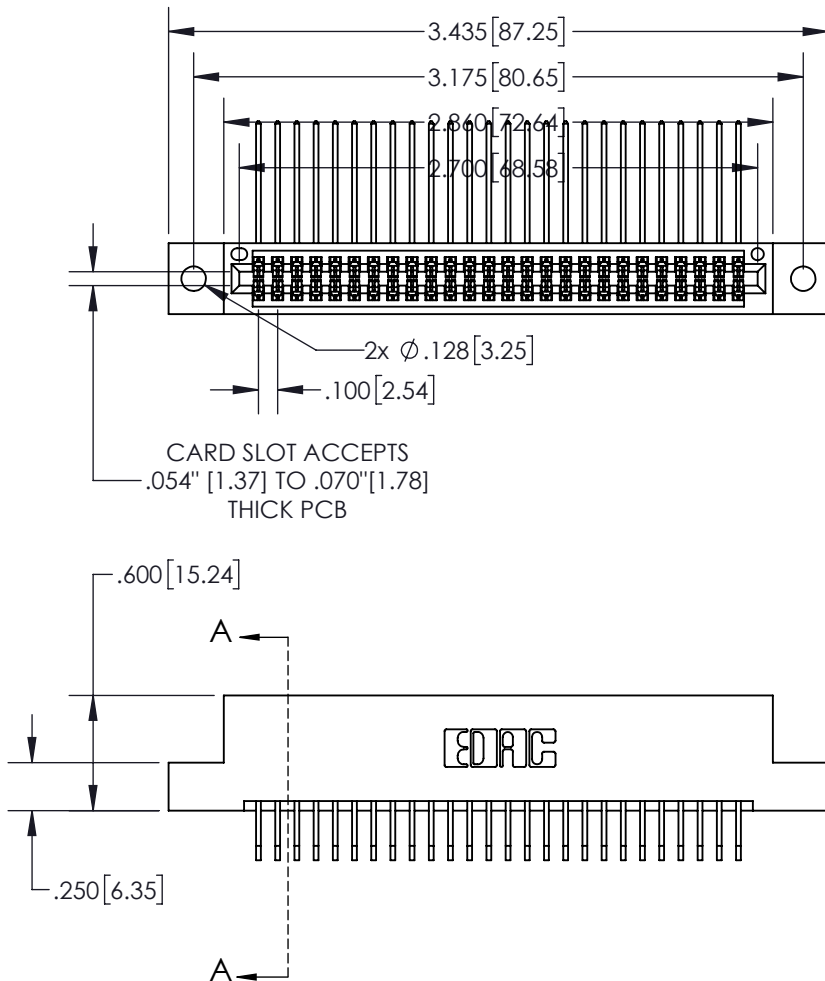 3.435[87.25]
3.175[80.65]
2.860[72.64]
2.700[68.58]
2x Ø.128[3.25]
.100[2.54]
CARD SLOT ACCEPTS
.054" [1.37] TO .070"[1.78]
THICK PCB
.600[15.24]
A
EDAC
.250[6.35]
A